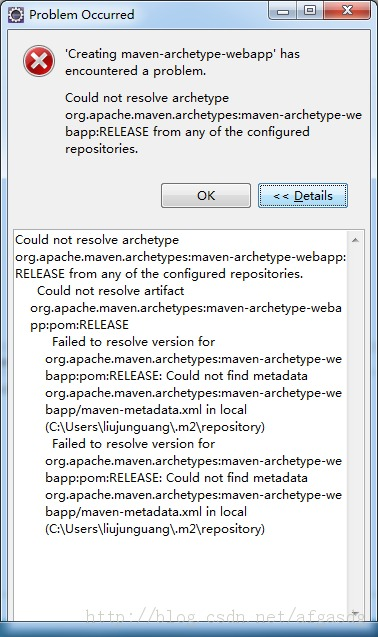 Problem Occurred
'Creating maven-archetype-webapp' has
encountered a problem.
Could not resolve archetype
org.apache.maven.archetypes:maven-archetype-we
bapp:RELEASE from any of the configured
repositories.
OK
<< Details
Could not resolve archetype
org.apache.maven.archetypes:maven-archetype-webapp:
RELEASE from any of the configured repositories.
Could not resolve artifact
org.apache.maven.archetypes:maven-archetype-weba
pp:pom:RELEASE
Failed to resolve version for
org.apache.maven.archetypes:maven-archetype-we
bapp:pom:RELEASE: Could not find metadata
org.apache.maven.archetypes:maven-archetype-we
bapp/maven-metadata.xml in local
(C:\Users\liujunguang\.m2\repository)
Failed to resolve version for
org.apache.maven.archetypes:maven-archetype-we
bapp:pom:RELEASE: Could not find metadata
org.apache.maven.archetypes:maven-archetype-we
bapp/maven-metadata.xml in local
(C:\Users\liujunguang\.m2\repository)
http://blog.csdn.net/afgasdg